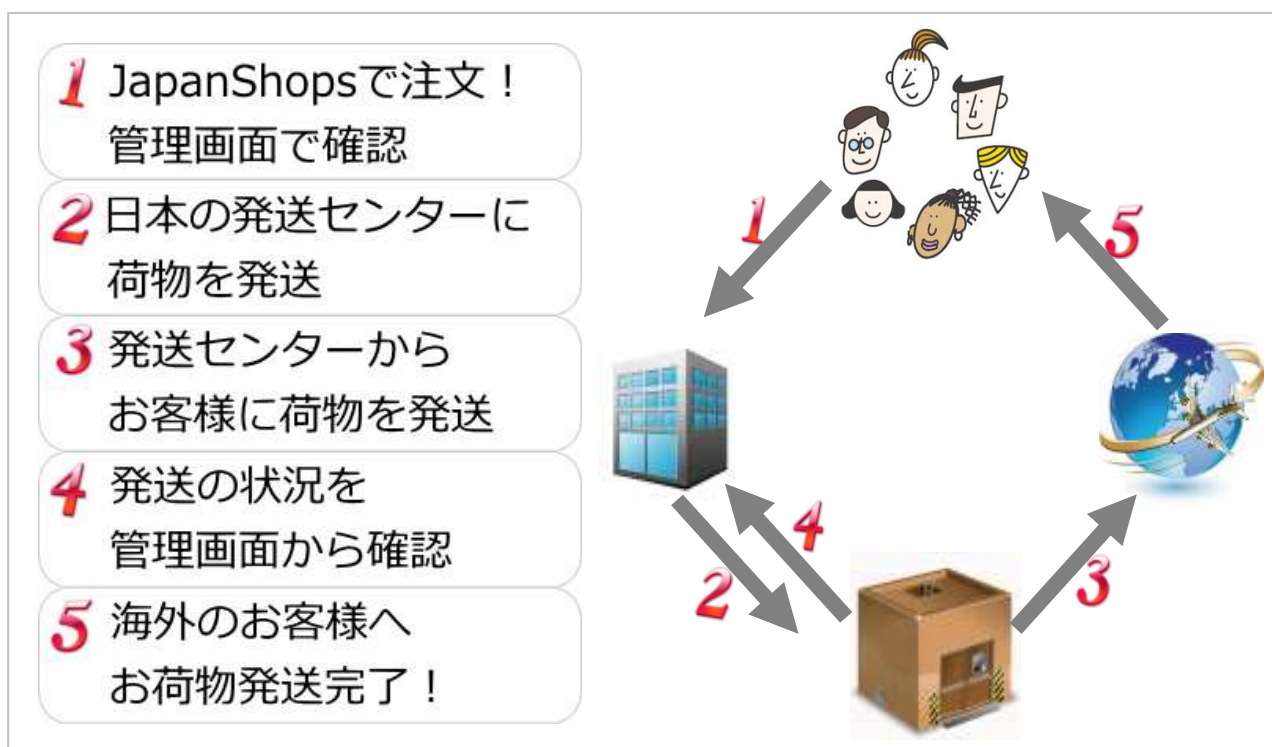 1 JapanShopsで注文！
管理画面で確認
2 日本の発送センターに
荷物を発送
3 発送センターから
お客様に荷物を発送
4 発送の状況を
管理画面から確認
5 海外のお客様へ
お荷物発送完了！
1
5
4
2
3